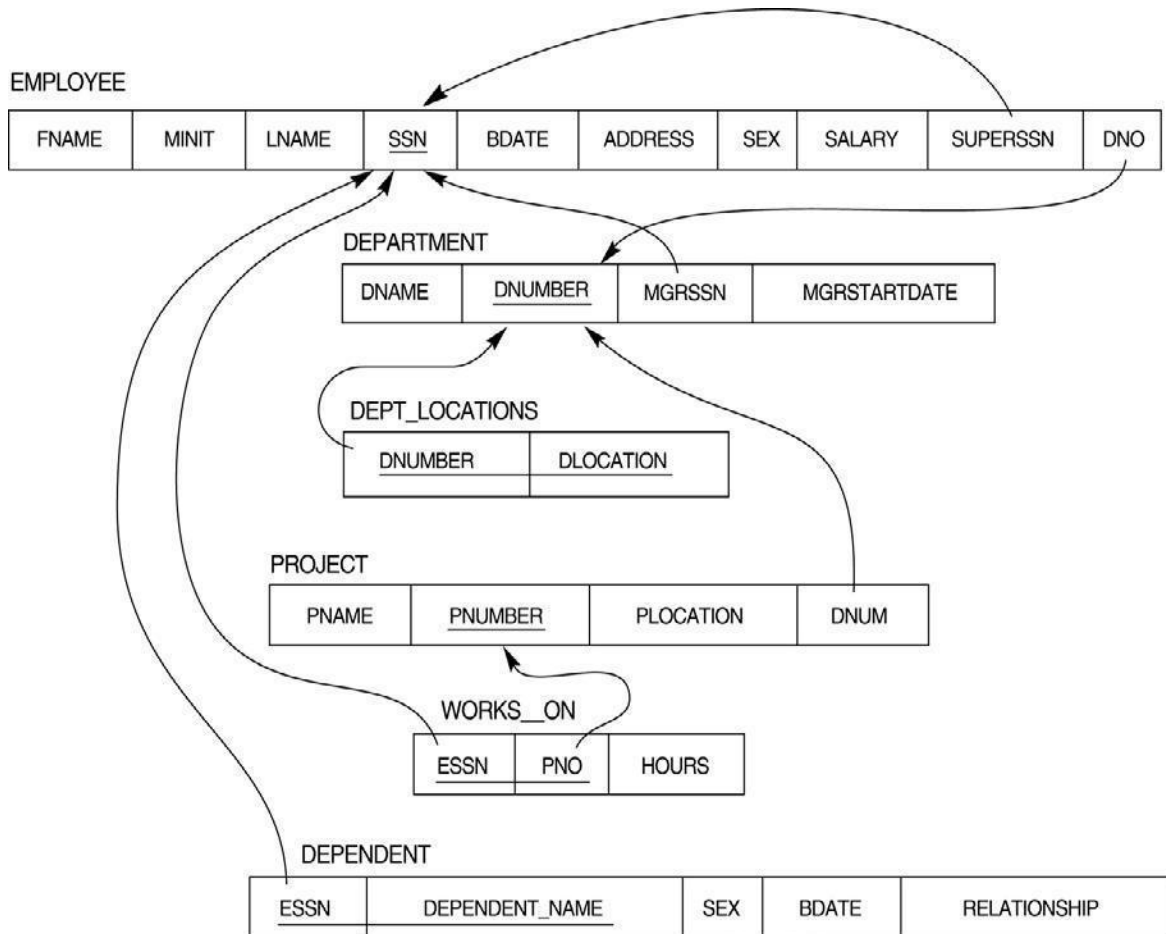 EMPLOYEE
FNAME MINIT LNAME SSN BDATE ADDRESS SEX SALARY SUPERSSN DNO
DEPARTMENT
DNAME DNUMBER MGRSSN MGRSTARTDATE
DEPT_LOCATIONS
DNUMBER DLOCATION
PROJECT
PNAME PNUMBER PLOCATION DNUM
WORKS__ON
ESSN PNO HOURS
DEPENDENT
ESSN DEPENDENT_NAME SEX BDATE RELATIONSHIP